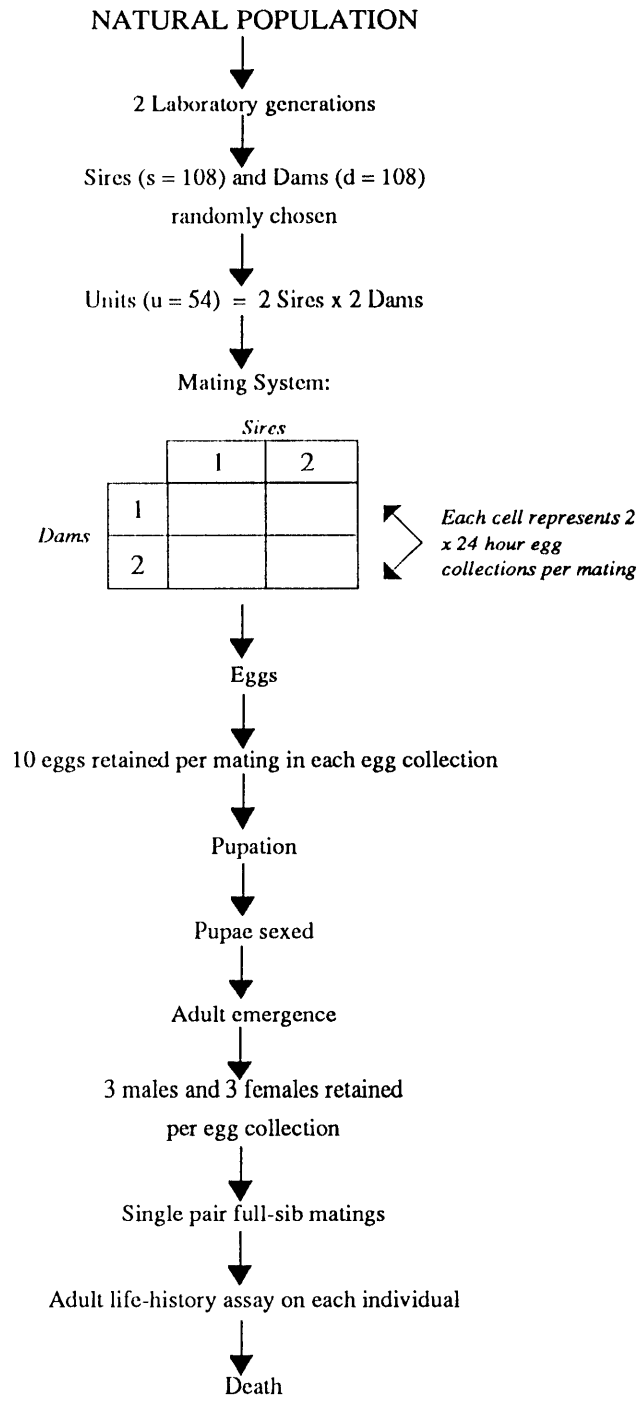 NATURAL POPULATION
2 Laboratory generations
Sires (s = 108) and Dams (d = 108)
randomly chosen
Units (u = 54) = 2 Sires x 2 Dams
Mating System:
Sires
1 2
Dams
1
2
Each cell represents 2
x 24 hour egg
collections per mating
Eggs
10 eggs retained per mating in each egg collection
Pupation
Pupae sexed
Adult emergence
3 males and 3 females retained
per egg collection
Single pair full-sib matings
Adult life-history assay on each individual
Death